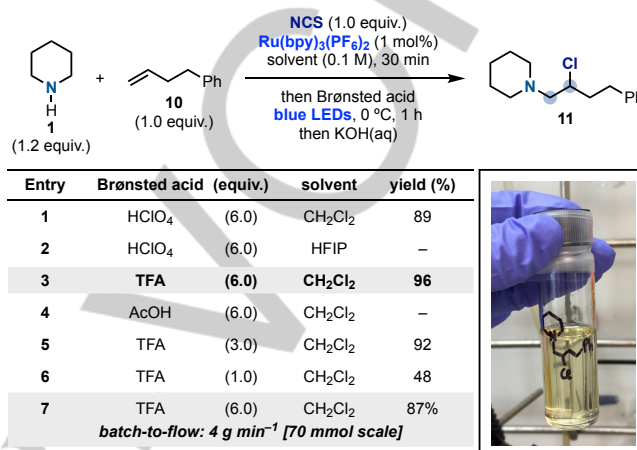 NCS (1.0 equiv.)
Ru(bpy)3(PF6)2 (1 mol%)
solvent (0.1 M), 30 min
then Brønsted acid
blue LEDs, 0 ºC, 1 h
then KOH(aq)
N
H
1
(1.2 equiv.)
+
Ph
10
(1.0 equiv.)
Cl
N
11
Entry Brønsted acid (equiv.) solvent yield (%)
1 HClO4 (6.0) CH2Cl2 89
2 HClO4 (6.0) HFIP –
3 TFA (6.0) CH2Cl2 96
4 AcOH (6.0) CH2Cl2 –
5 TFA (3.0) CH2Cl2 92
6 TFA (1.0) CH2Cl2 48
7 TFA (6.0) CH2Cl2 87%
batch-to-flow: 4 g min⁻¹ [70 mmol scale]